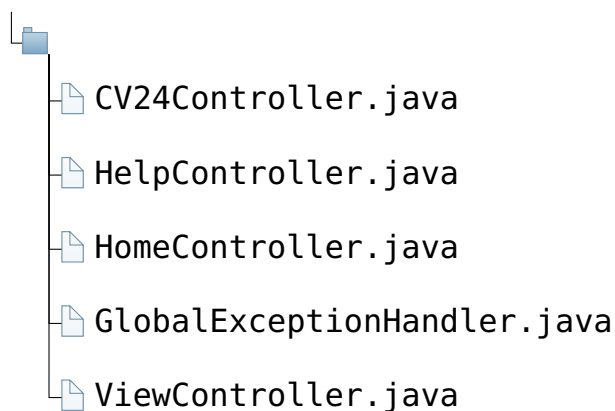 CV24Controller.java
HelpController.java
HomeController.java
GlobalExceptionHandler.java
ViewController.java